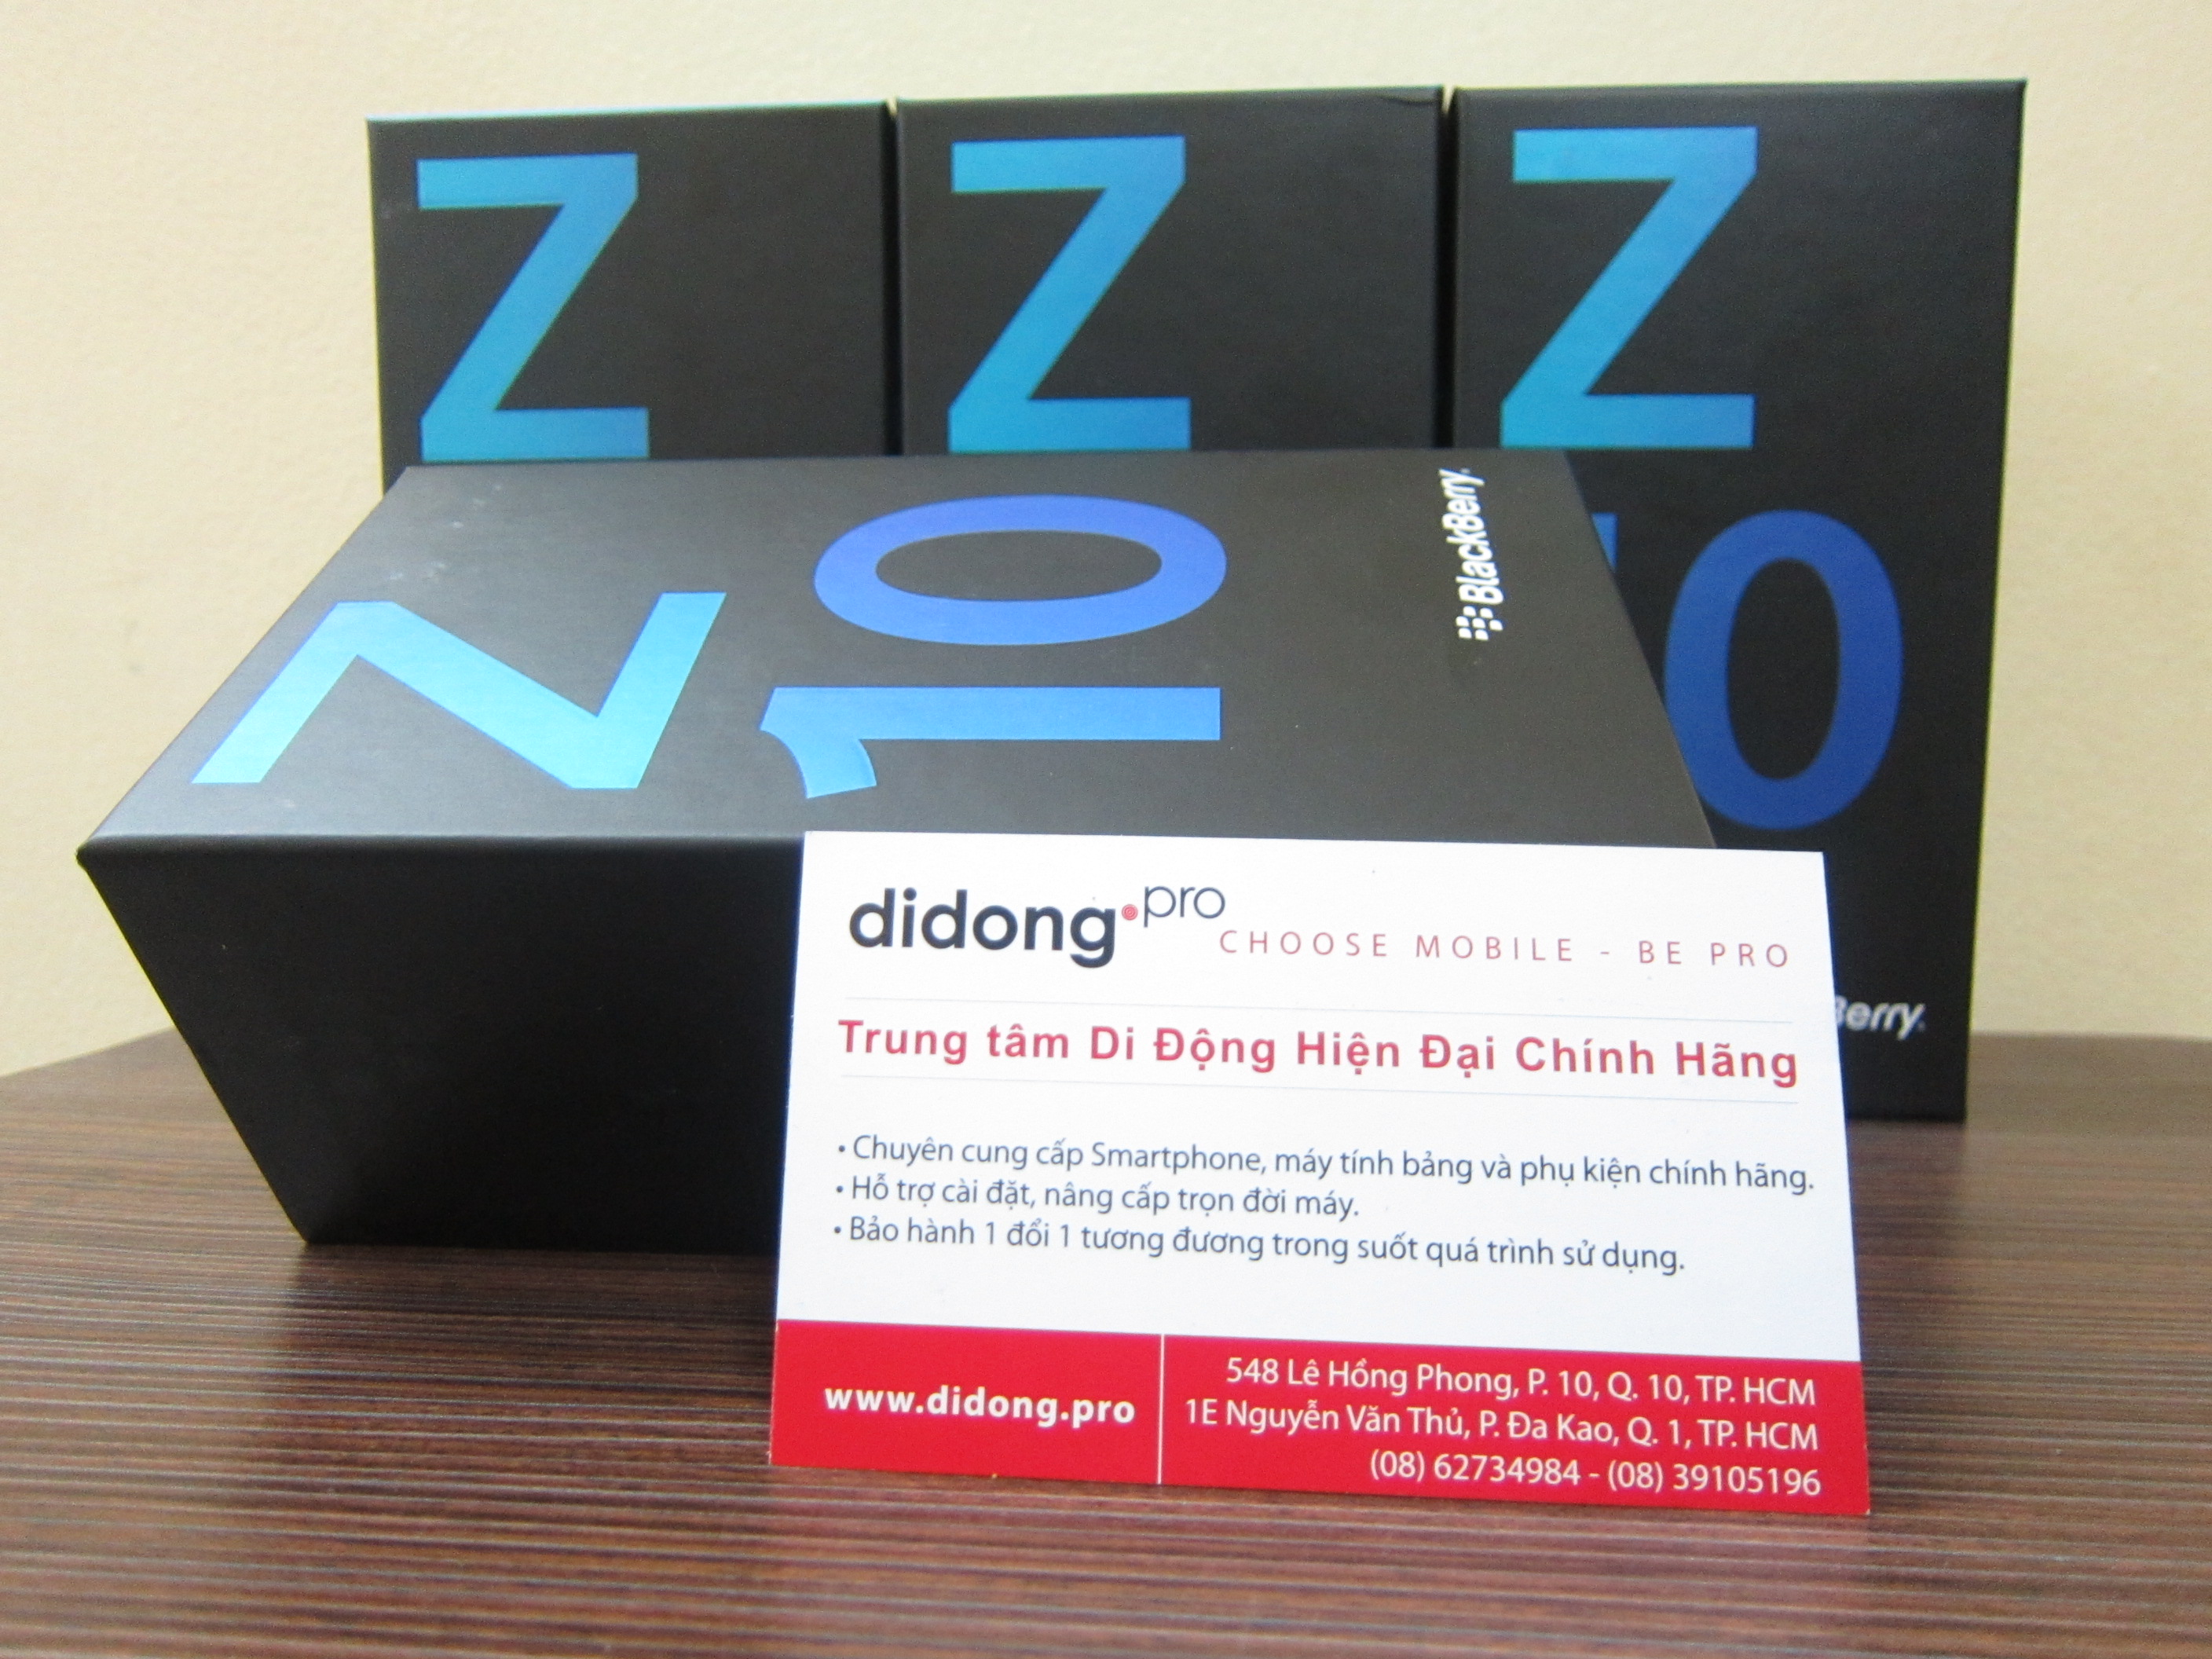 Z
Z
Z
10
BlackBerry
Z
10
BlackBerry
didong.pro
CHOOSE MOBILE - BE PRO
Trung tâm Di Động Hiện Đại Chính Hãng
• Chuyên cung cấp Smartphone, máy tính bảng và phụ kiện chính hãng.
• Hỗ trợ cài đặt, nâng cấp trọn đời máy.
• Bảo hành 1 đổi 1 tương đương trong suốt quá trình sử dụng.
www.didong.pro
548 Lê Hồng Phong, P. 10, Q. 10, TP. HCM
1E Nguyễn Văn Thủ, P. Đa Kao, Q. 1, TP. HCM
(08) 62734984 - (08) 39105196